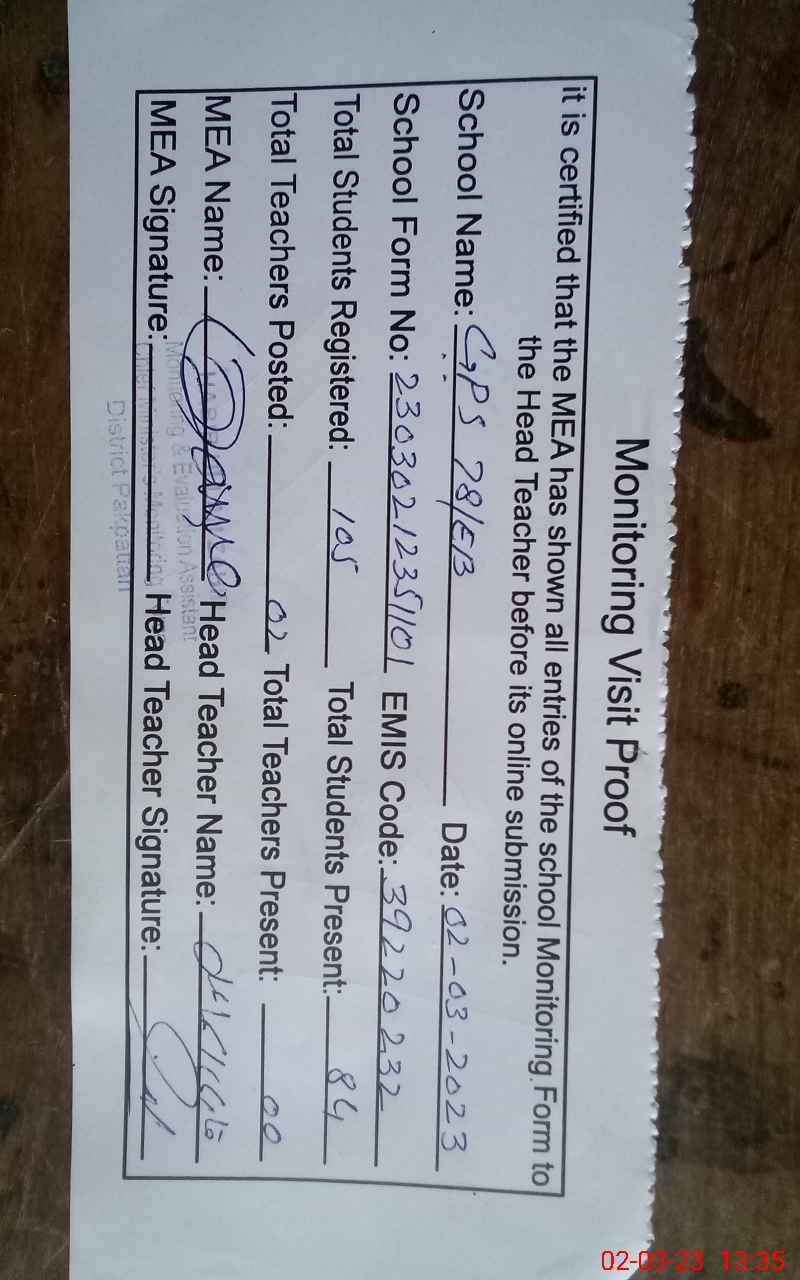 Monitoring Visit Proof
it is certified that the MEA has shown all entries of the school Monitoring Form to
the Head Teacher before its online submission.
School Name: GPS 78/EB Date: 02-03-2023
School Form No: 23030212351101 EMIS Code: 39220232
Total Students Registered: 105 Total Students Present: 84
Total Teachers Posted: 02 Total Teachers Present: 00
MEA Name: Head Teacher Name:
MEA Signature: Head Teacher Signature:
Monitoring & Evaluation Assistant
Chief Minister's Monitoring
District Pakpattan
02-03-23 13:35